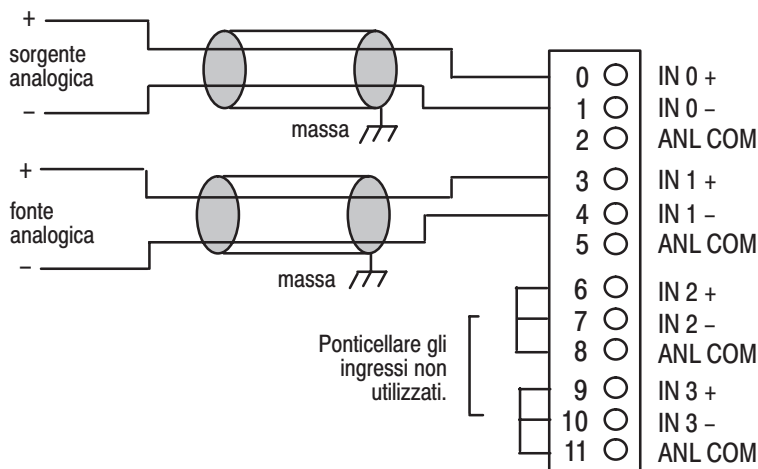 +
sorgente
analogica
–
massa
+
fonte
analogica
–
massa
Ponticellare gli
ingressi non
utilizzati.
0 IN 0 +
1 IN 0 –
2 ANL COM
3 IN 1 +
4 IN 1 –
5 ANL COM
6 IN 2 +
7 IN 2 –
8 ANL COM
9 IN 3 +
10 IN 3 –
11 ANL COM